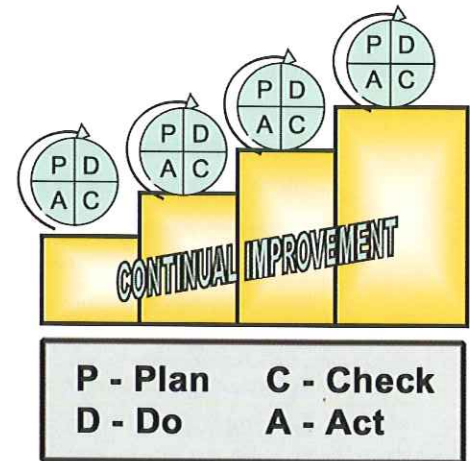 P D
A C
P D
A C
P D
A C
P D
A C
CONTINUAL IMPROVEMENT
P - Plan C - Check
D - Do A - Act